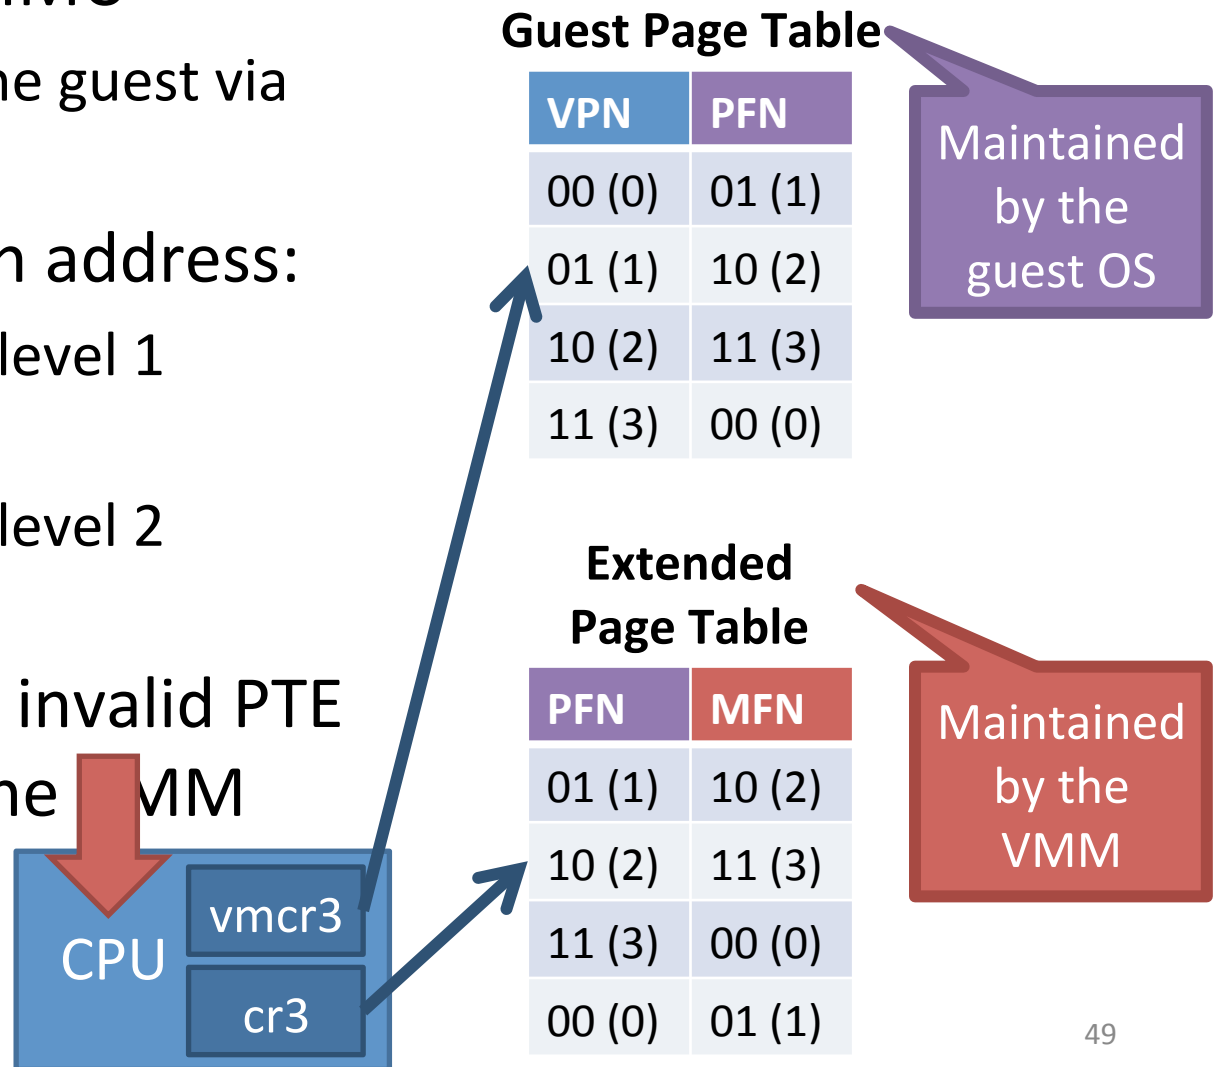 Guest Page Table
ne guest via
VPN PFN
00 (0) 01 (1)
01 (1) 10 (2)
10 (2) 11 (3)
11 (3) 00 (0)
Maintained
by the
guest OS
address:
level 1
level 2
Extended
Page Table
PFN MFN
01 (1) 10 (2)
10 (2) 11 (3)
11 (3) 00 (0)
00 (0) 01 (1)
Maintained
by the
VMM
invalid PTE
CPU
vmcr3
cr3
49